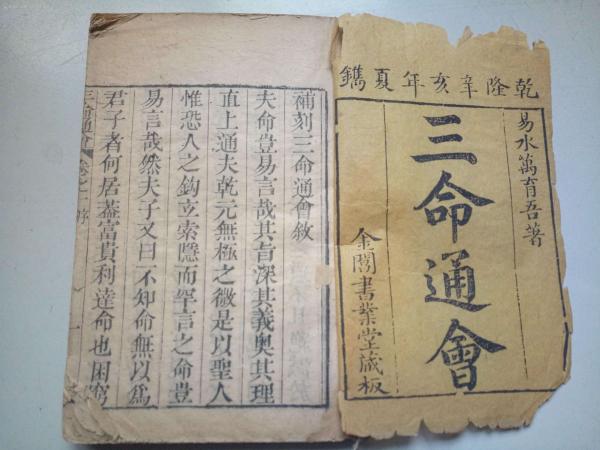 乾隆辛亥年夏鐫
易水萬育吾著
三命通會
金閶書業堂藏板
補刻三命通會敘
夫命豈易言哉其旨深其義奧其理
直上通夫乾元無極之微是以聖人
惟恐人之鈎立索隱而罕言之命豈
易言哉然夫子又曰不知命無以為
君子者何居葢富貴利達命也困窮
三命通會 卷之一序 一